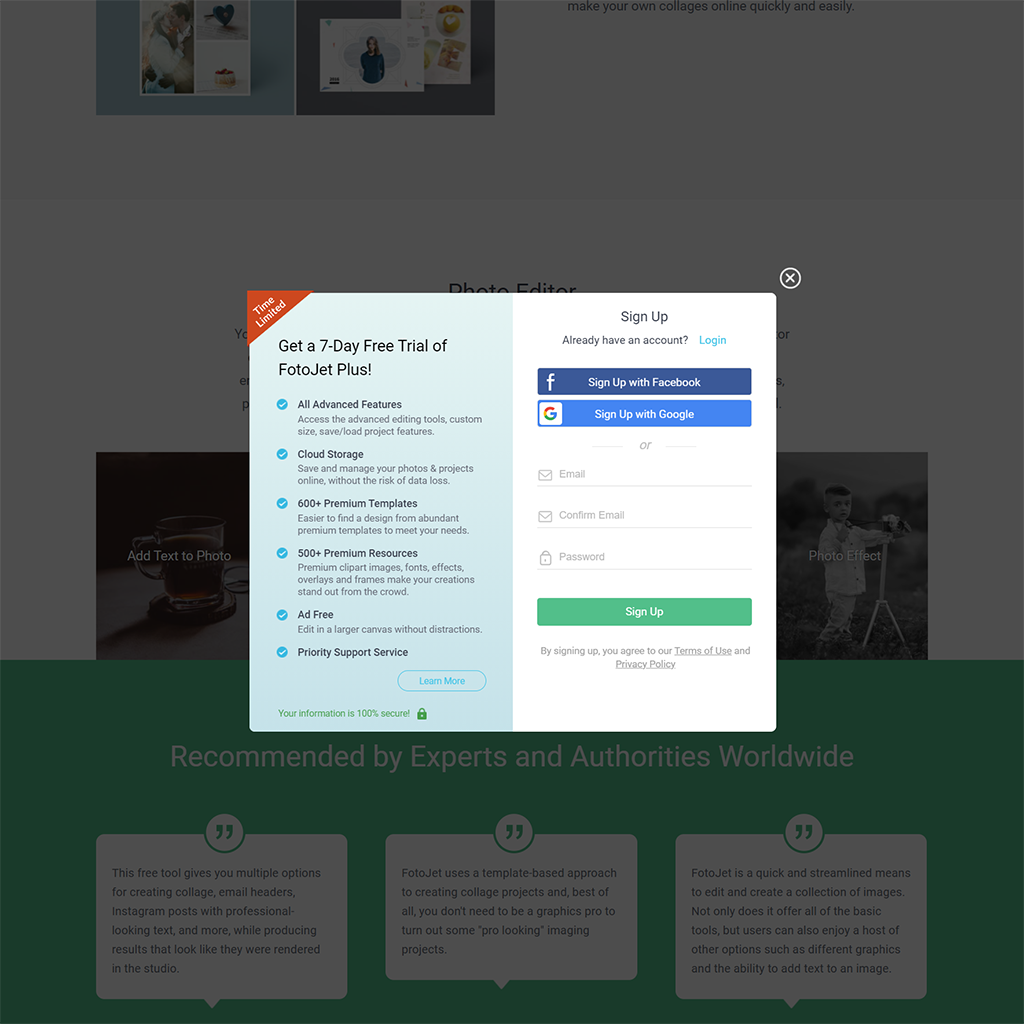 make your own collages online quickly and easily.
Photo Editor
Time
Limited
Get a 7-Day Free Trial of
FotoJet Plus!
All Advanced Features
Access the advanced editing tools, custom
size, save/load project features.
Cloud Storage
Save and manage your photos & projects
online, without the risk of data loss.
600+ Premium Templates
Easier to find a design from abundant
premium templates to meet your needs.
500+ Premium Resources
Premium clipart images, fonts, effects,
overlays and frames make your creations
stand out from the crowd.
Ad Free
Edit in a larger canvas without distractions.
Priority Support Service
Learn More
Your information is 100% secure!
Sign Up
Already have an account? Login
Sign Up with Facebook
Sign Up with Google
or
Email
Confirm Email
Password
Sign Up
By signing up, you agree to our Terms of Use and
Privacy Policy
Add Text to Photo
Photo Effect
Recommended by Experts and Authorities Worldwide
This free tool gives you multiple options
for creating collage, email headers,
Instagram posts with professional-
looking text, and more, while producing
results that look like they were rendered
in the studio.
FotoJet uses a template-based approach
to creating collage projects and, best of
all, you don't need to be a graphics pro to
turn out some "pro looking" imaging
projects.
FotoJet is a quick and streamlined means
to edit and create a collection of images.
Not only does it offer all of the basic
tools, but users can also enjoy a host of
other options such as different graphics
and the ability to add text to an image.